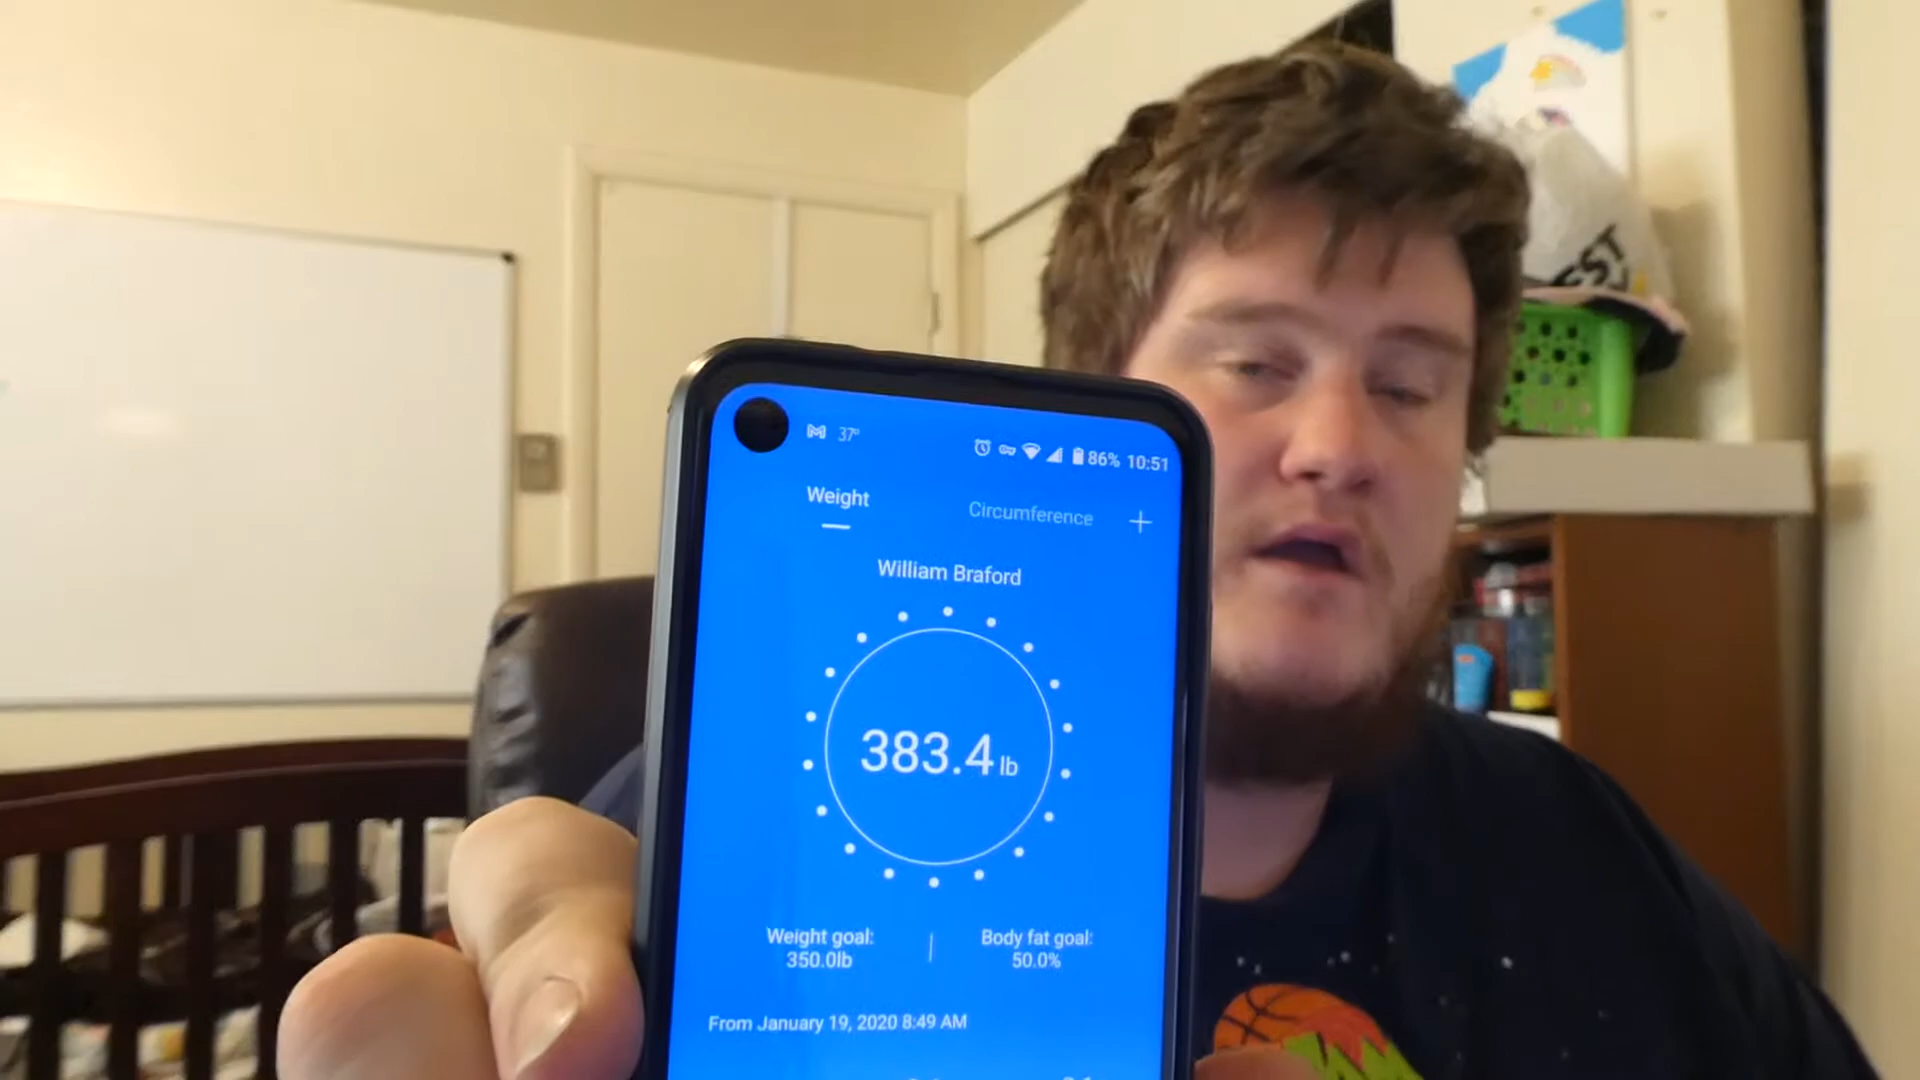 37°
86% 10:51
Weight
Circumference +
William Braford
383.4 lb
Weight goal:
350.0lb
Body fat goal:
50.0%
From January 19, 2020 8:49 AM
EST